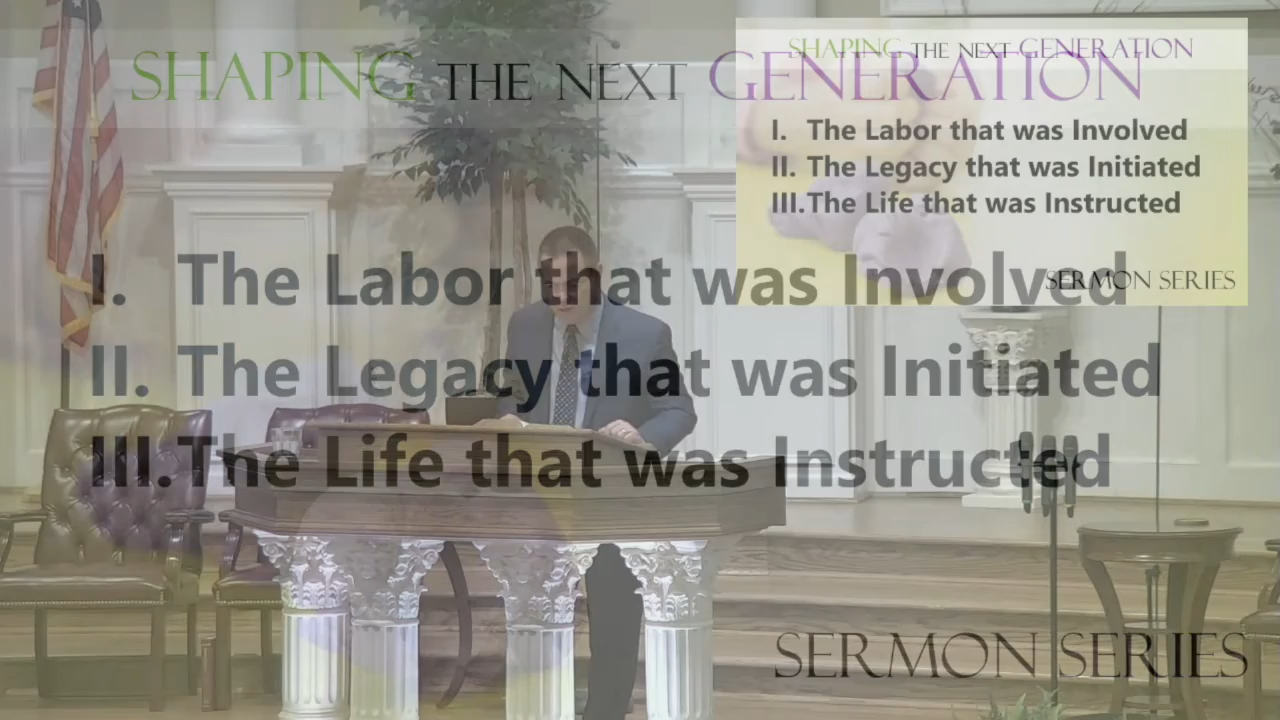 SHAPING THE NEXT GENERATION
I. The Labor that was Involved
II. The Legacy that was Initiated
III. The Life that was Instructed
SERMON SERIES
SHAPING THE NEXT GENERATION
I. The Labor that was Involved
II. The Legacy that was Initiated
III. The Life that was Instructed
SERMON SERIES